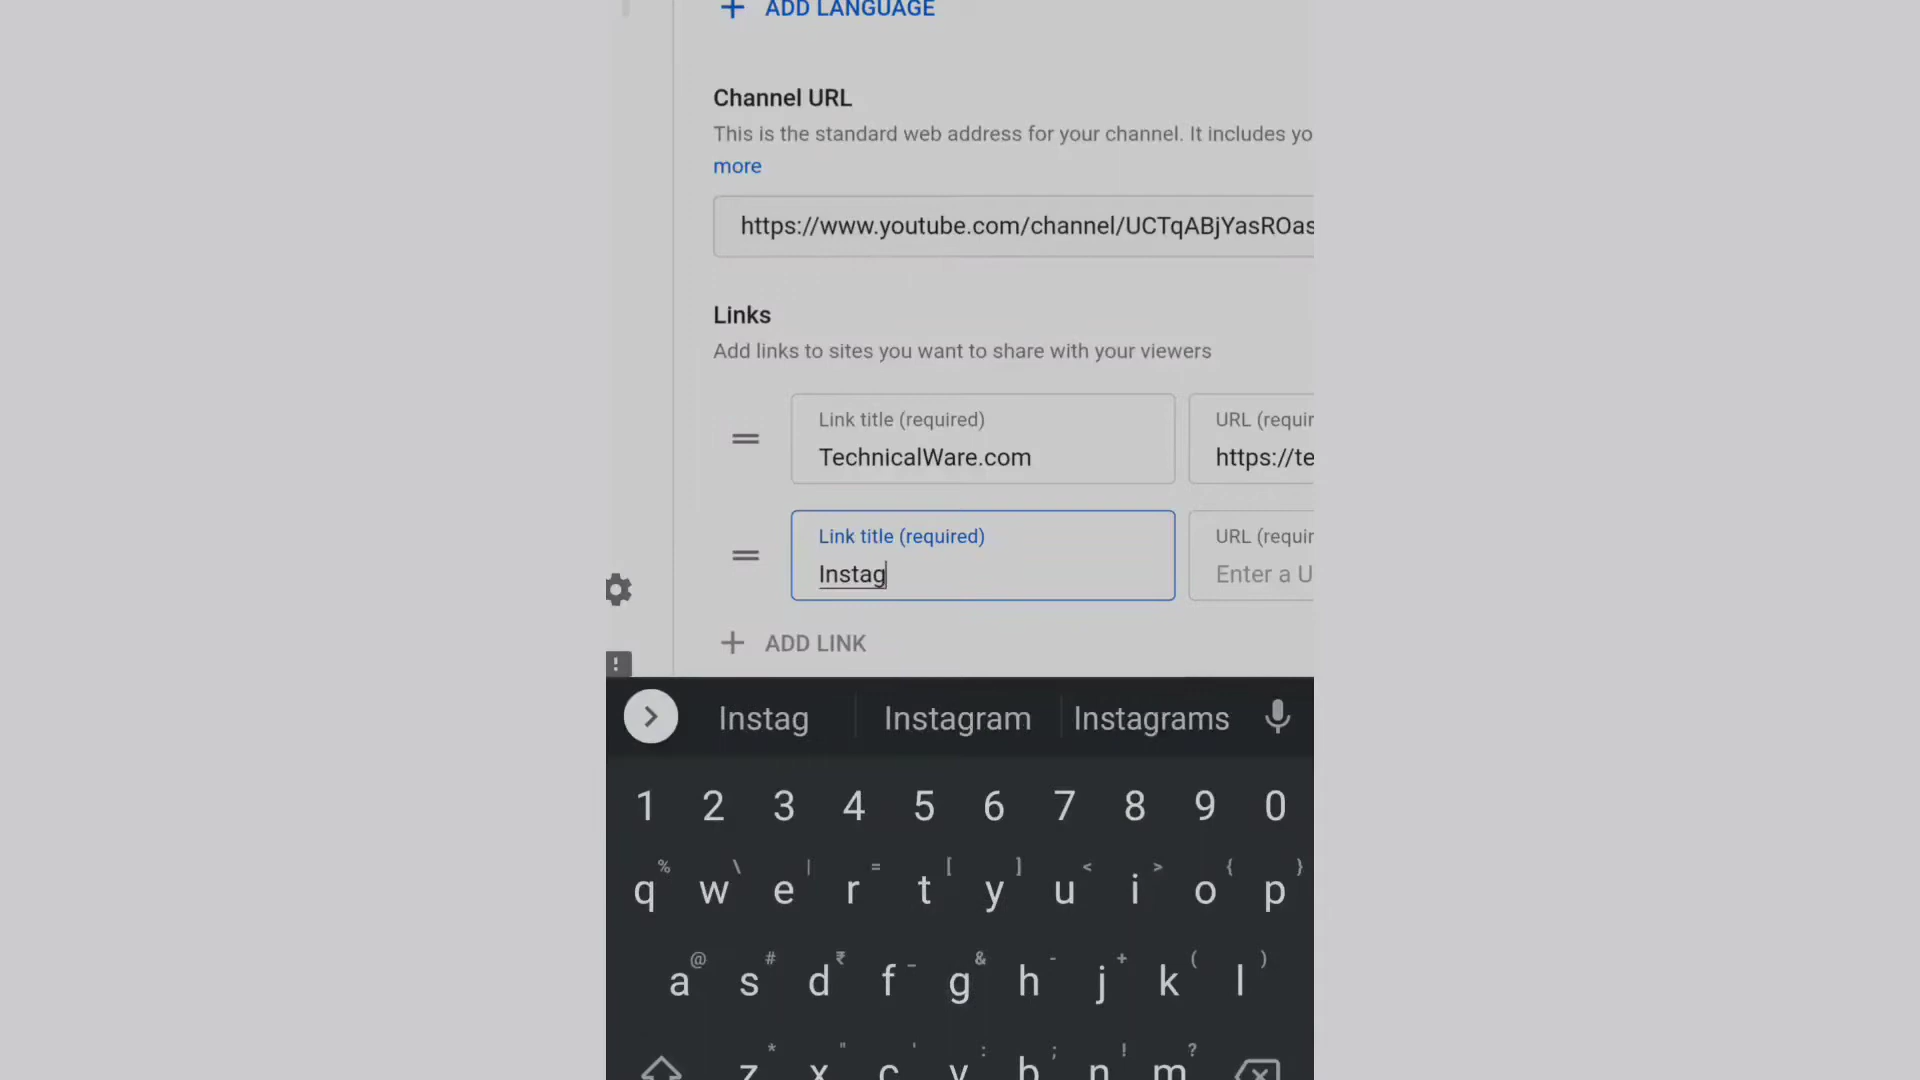 + ADD LANGUAGE
Channel URL
This is the standard web address for your channel. It includes yo
more
https://www.youtube.com/channel/UCTqABjYasROas
Links
Add links to sites you want to share with your viewers
Link title (required) URL (requir
TechnicalWare.com https://te
Link title (required) URL (requir
Instag Enter a U
+ ADD LINK
Instag Instagram Instagrams
1 2 3 4 5 6 7 8 9 0
% \ | = [ ] < > { }
q w e r t y u i o p
@ # ₹ _ & - + ( )
a s d f g h j k l
* " ' : ; ! ?
z x c v b n m